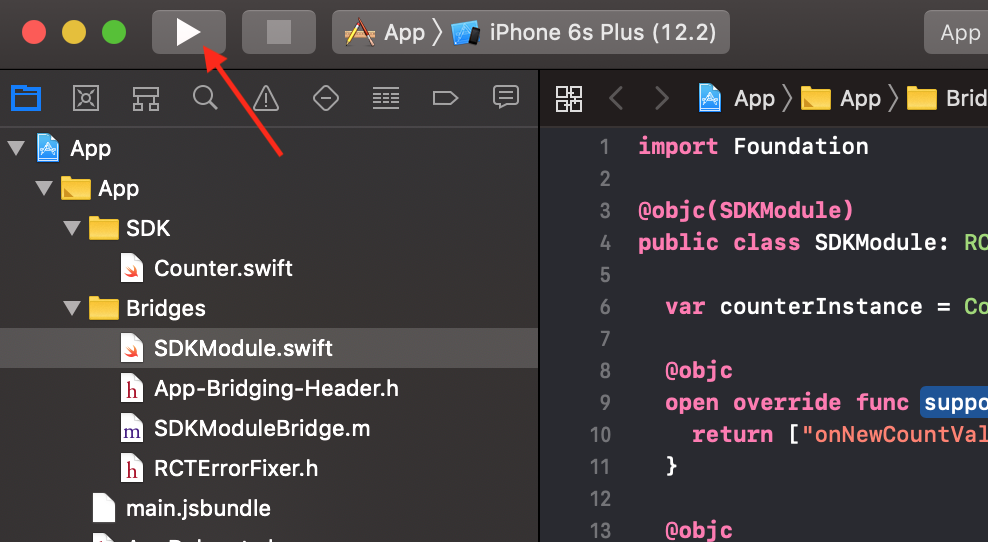 App iPhone 6s Plus (12.2) App
App App Brid
App
App
SDK
Counter.swift
Bridges
SDKModule.swift
h App-Bridging-Header.h
m SDKModuleBridge.m
h RCTErrorFixer.h
main.jsbundle
1 import Foundation
2
3 @objc(SDKModule)
4 public class SDKModule: RC
5
6 var counterInstance = Co
7
8 @objc
9 open override func suppo
10 return ["onNewCountVal
11 }
12
13 @objc